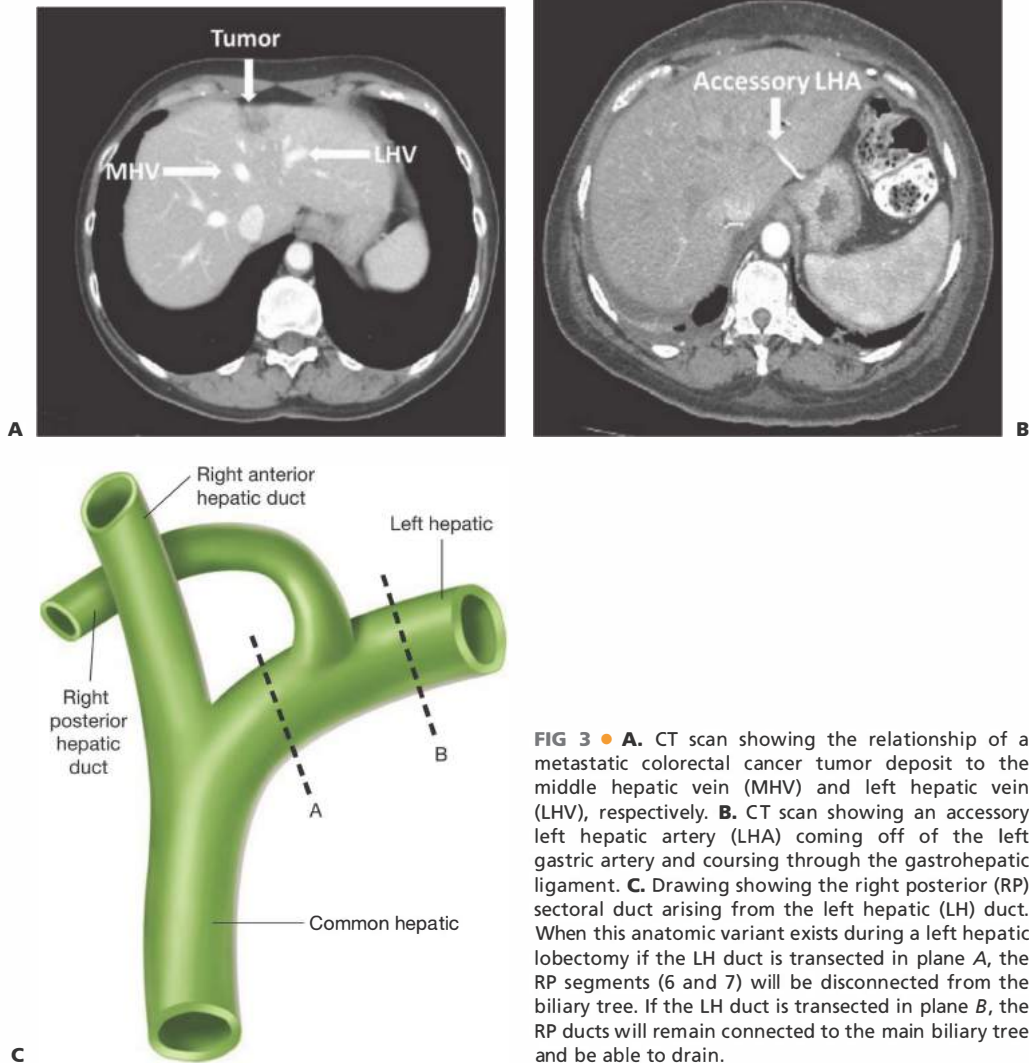 Tumor
MHV
LHV
A
Accessory LHA
B
Right anterior
hepatic duct
Left hepatic
Right
posterior
hepatic
duct
B
A
Common hepatic
C
FIG 3 • A. CT scan showing the relationship of a
metastatic colorectal cancer tumor deposit to the
middle hepatic vein (MHV) and left hepatic vein
(LHV), respectively. B. CT scan showing an accessory
left hepatic artery (LHA) coming off of the left
gastric artery and coursing through the gastrohepatic
ligament. C. Drawing showing the right posterior (RP)
sectoral duct arising from the left hepatic (LH) duct.
When this anatomic variant exists during a left hepatic
lobectomy if the LH duct is transected in plane A, the
RP segments (6 and 7) will be disconnected from the
biliary tree. If the LH duct is transected in plane B, the
RP ducts will remain connected to the main biliary tree
and be able to drain.